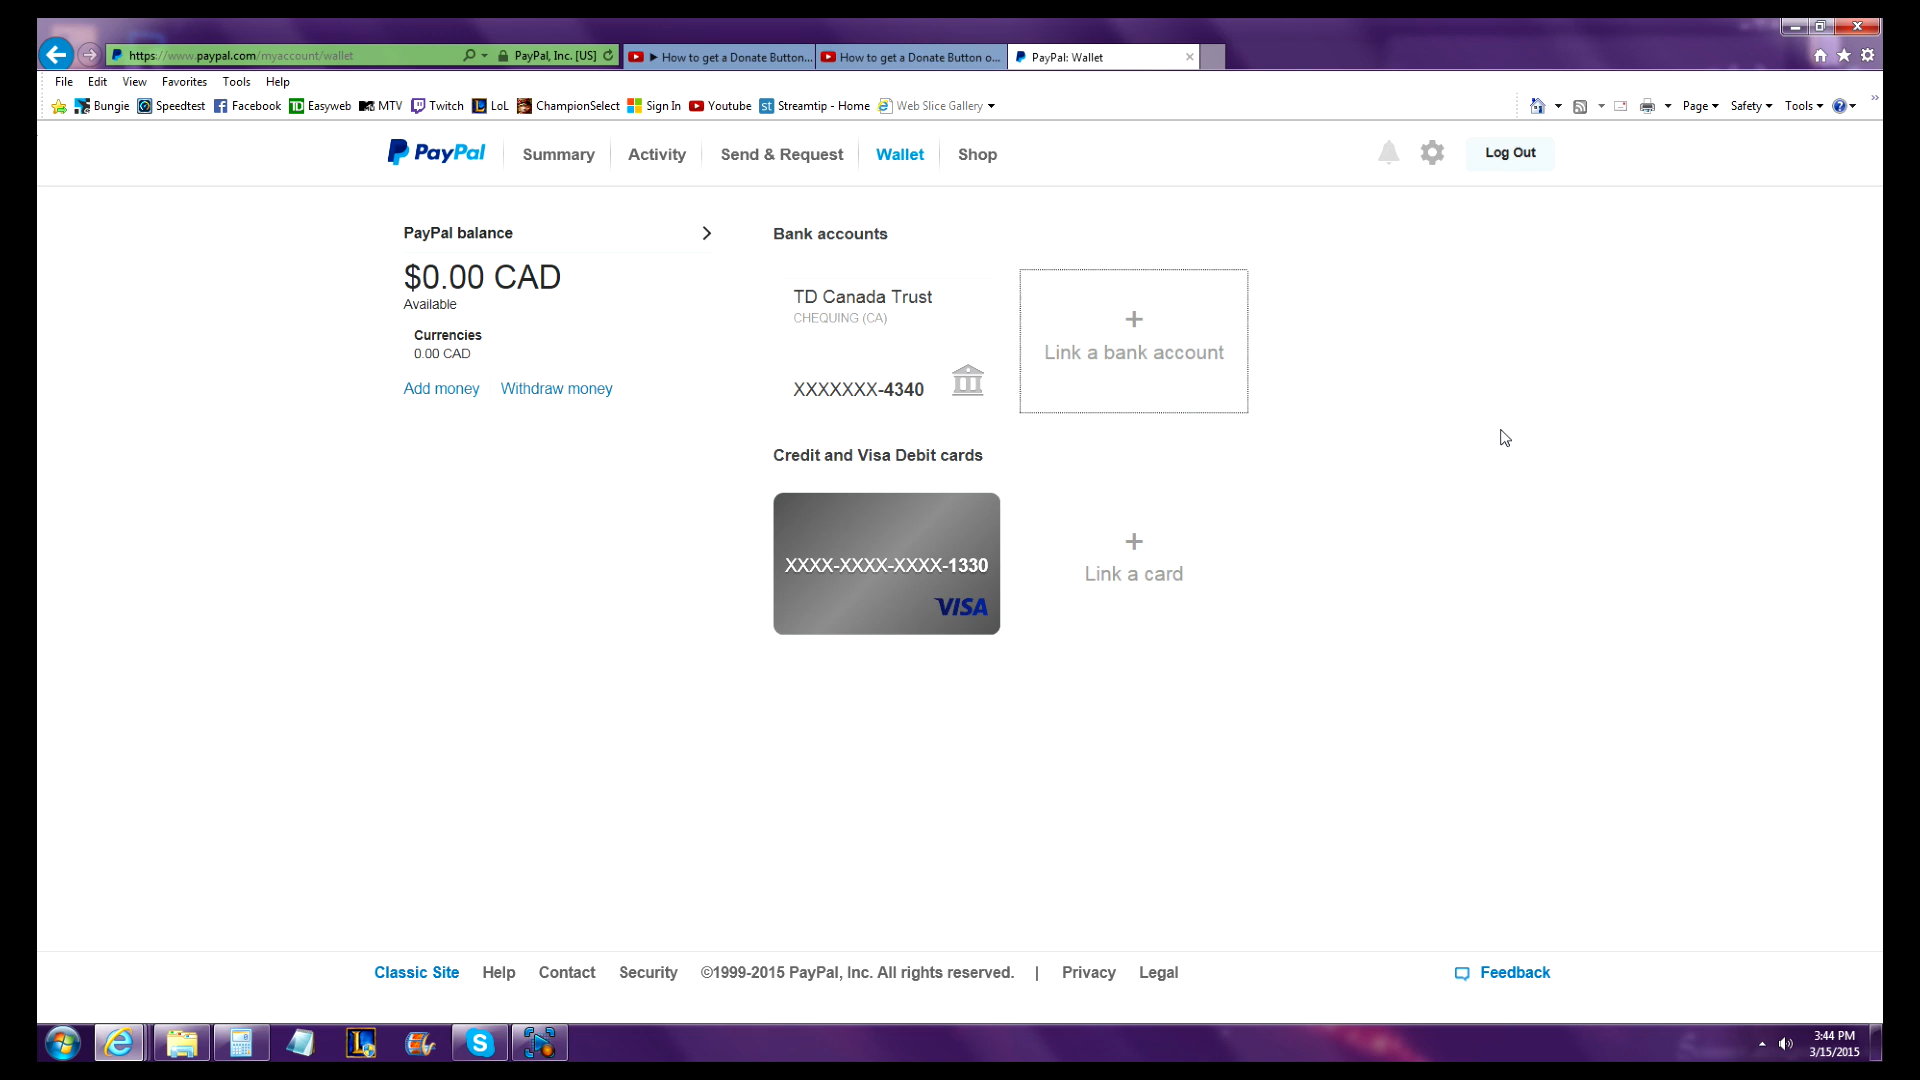 https://www.paypal.com/myaccount/wallet
PayPal, Inc. [US]
► How to get a Donate Button...
How to get a Donate Button o...
PayPal: Wallet
File Edit View Favorites Tools Help
Bungie Speedtest Facebook TD Easyweb MTV Twitch LoL ChampionSelect Sign In Youtube st Streamtip - Home Web Slice Gallery
Page Safety Tools
PayPal Summary Activity Send & Request Wallet Shop Log Out
PayPal balance
$0.00 CAD
Available
Currencies
0.00 CAD
Add money Withdraw money
Bank accounts
TD Canada Trust
CHEQUING (CA)
XXXXXXX-4340
+
Link a bank account
Credit and Visa Debit cards
XXXX-XXXX-XXXX-1330
VISA
+
Link a card
Classic Site Help Contact Security ©1999-2015 PayPal, Inc. All rights reserved. | Privacy Legal Feedback
3:44 PM
3/15/2015